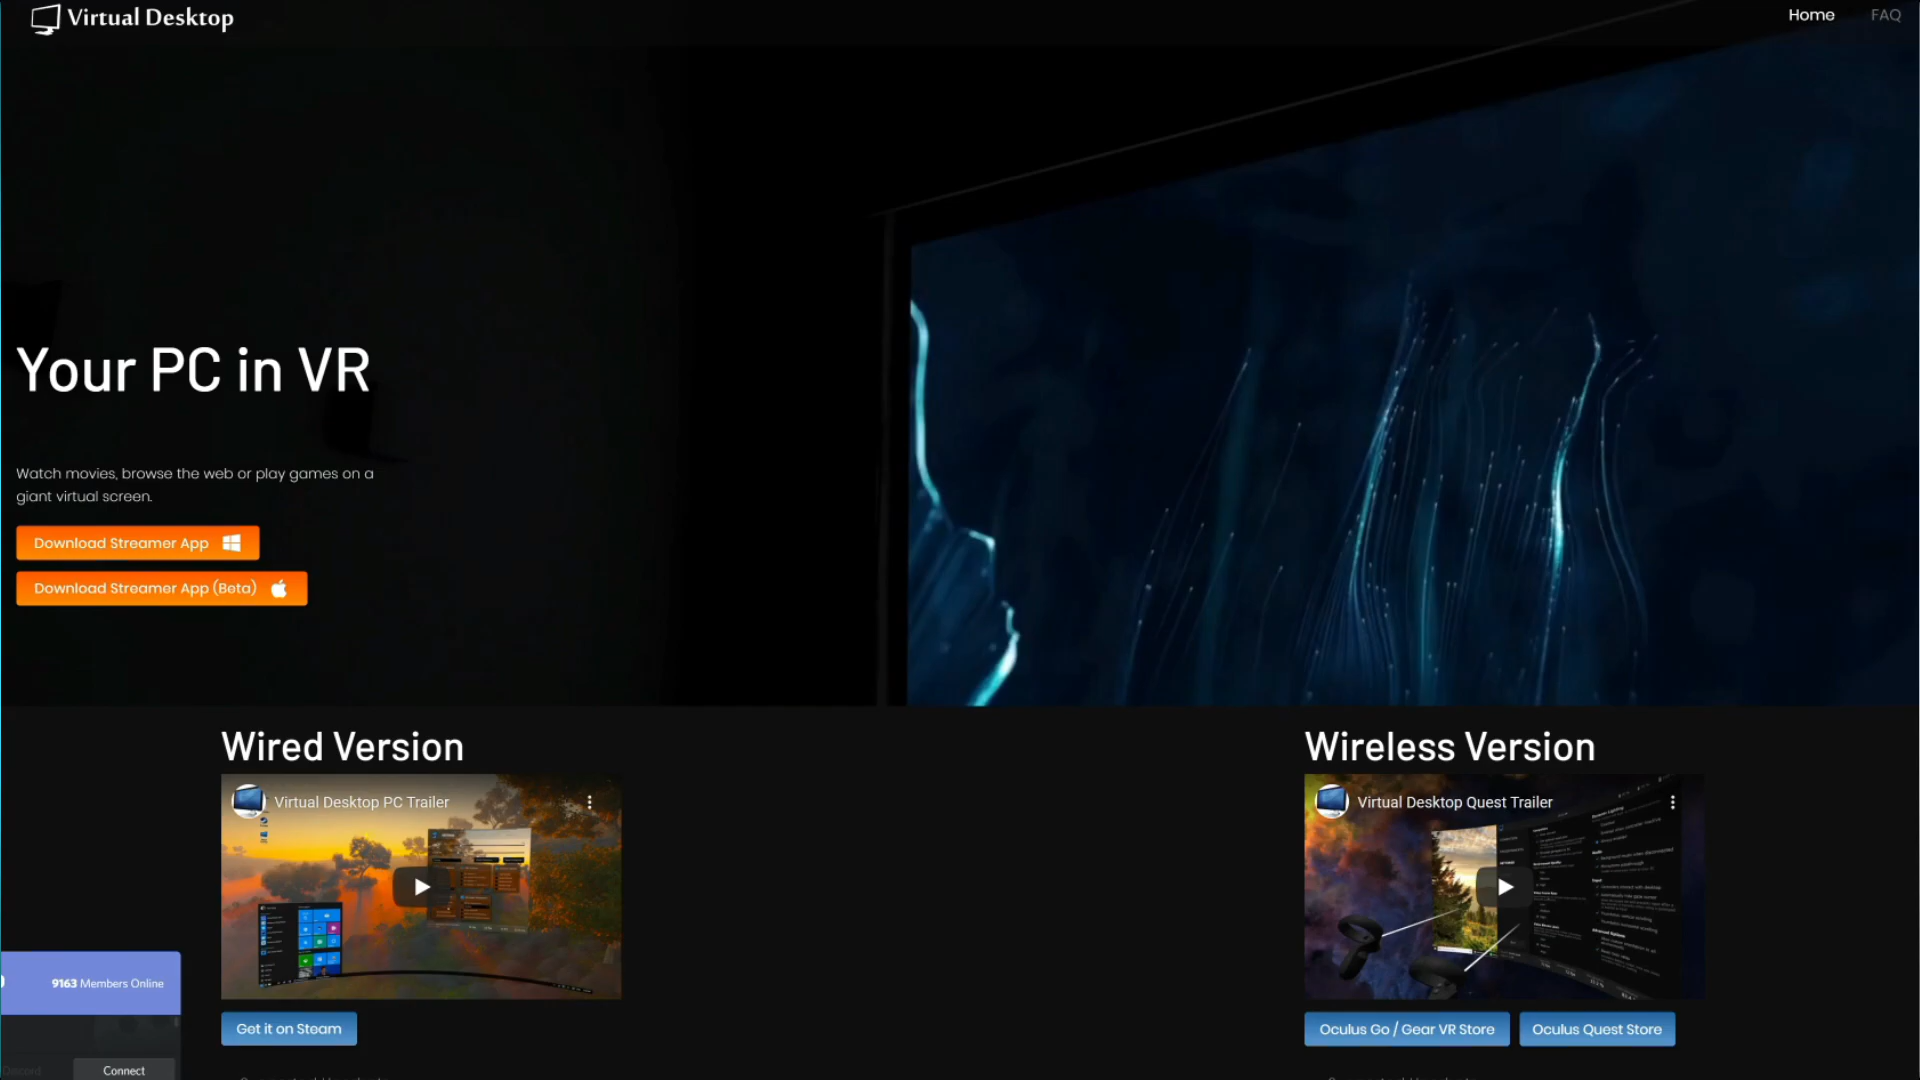 Virtual Desktop
Home
FAQ
Your PC in VR
Watch movies, browse the web or play games on a
giant virtual screen.
Download Streamer App
Download Streamer App (Beta)
Wired Version
Wireless Version
Virtual Desktop PC Trailer
Virtual Desktop Quest Trailer
9163 Members Online
Get it on Steam
Oculus Go / Gear VR Store
Oculus Quest Store
Discord
Connect